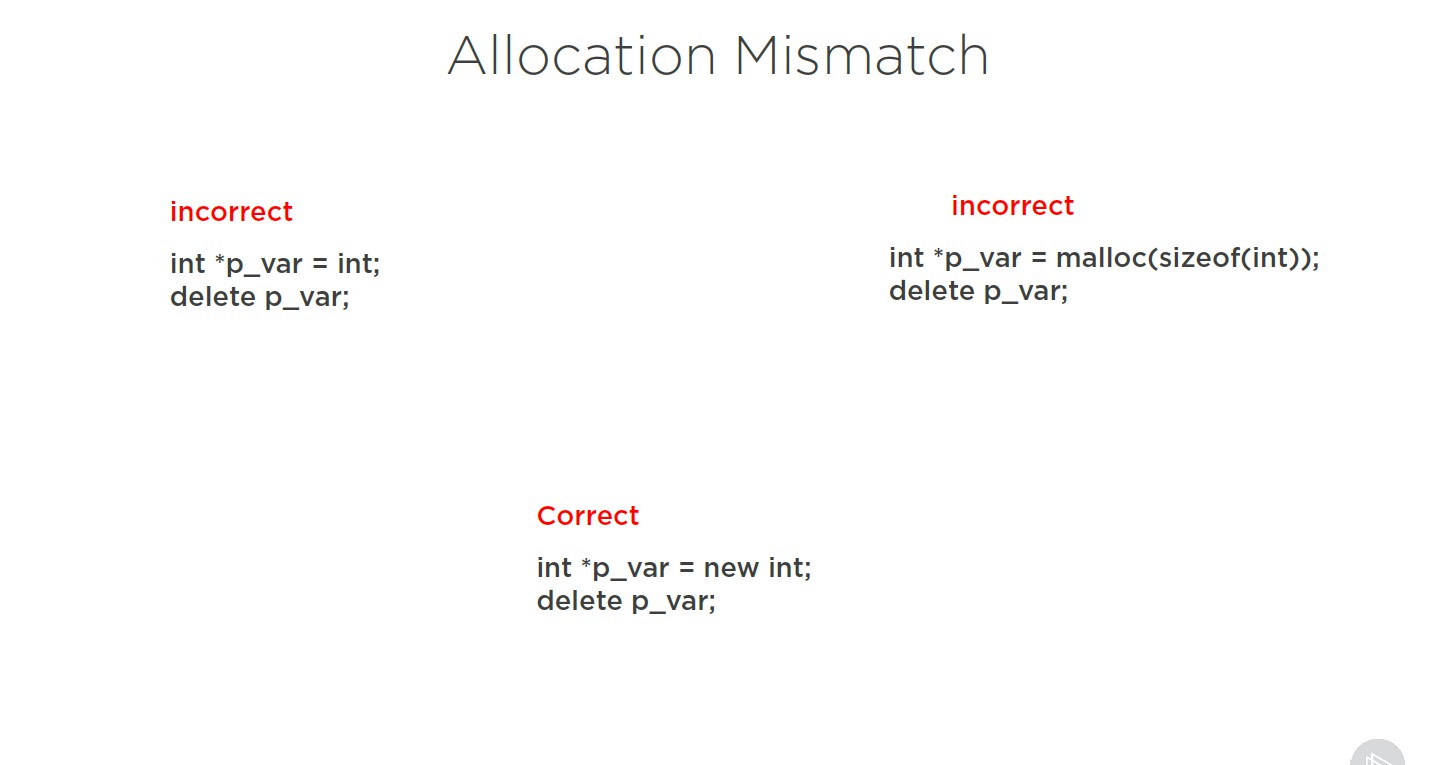 Allocation Mismatch
incorrect
int *p_var = int;
delete p_var;
incorrect
int *p_var = malloc(sizeof(int));
delete p_var;
Correct
int *p_var = new int;
delete p_var;